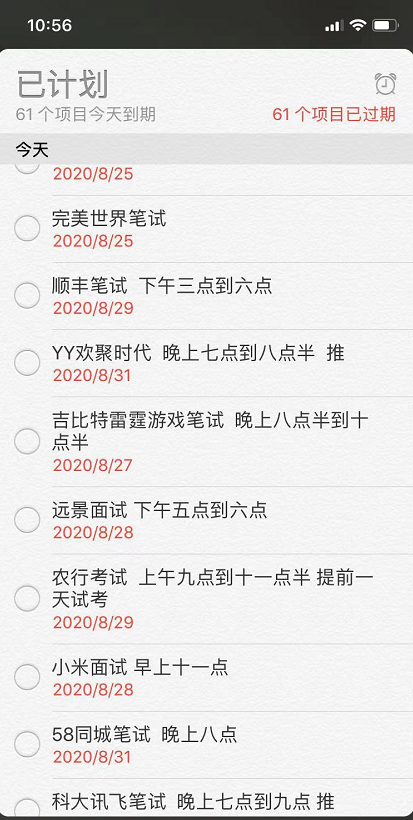 10:56
已计划
61 个项目今天到期 61 个项目已过期
今天
2020/8/25
完美世界笔试
2020/8/25
顺丰笔试 下午三点到六点
2020/8/29
YY欢聚时代 晚上七点到八点半 推
2020/8/31
吉比特雷霆游戏笔试 晚上八点半到十
点半
2020/8/27
远景面试 下午五点到六点
2020/8/28
农行考试 上午九点到十一点半 提前一
天试考
2020/8/29
小米面试 早上十一点
2020/8/28
58同城笔试 晚上八点
2020/8/31
科大讯飞笔试 晚上七点到九点 推